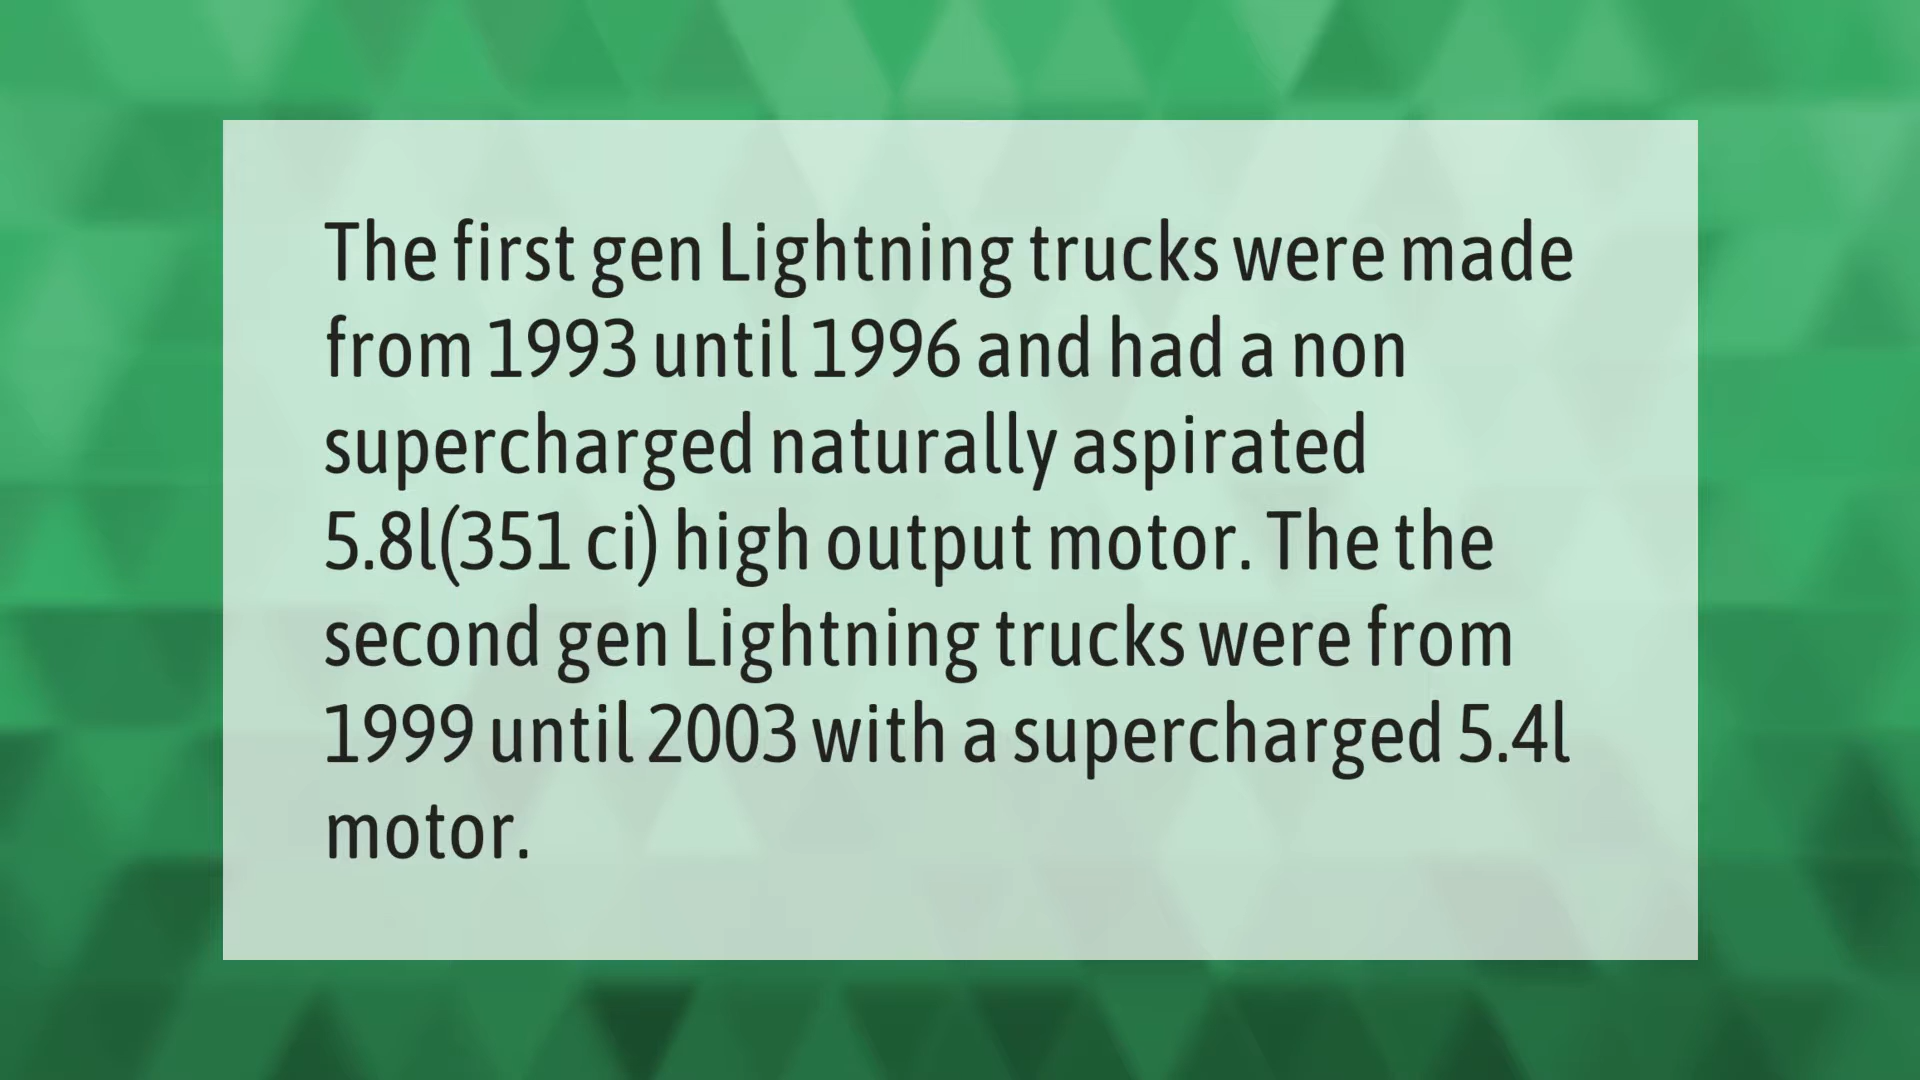 The first gen Lightning trucks were made
from 1993 until 1996 and had a non
supercharged naturally aspirated
5.8l(351 ci) high output motor. The the
second gen Lightning trucks were from
1999 until 2003 with a supercharged 5.4l
motor.